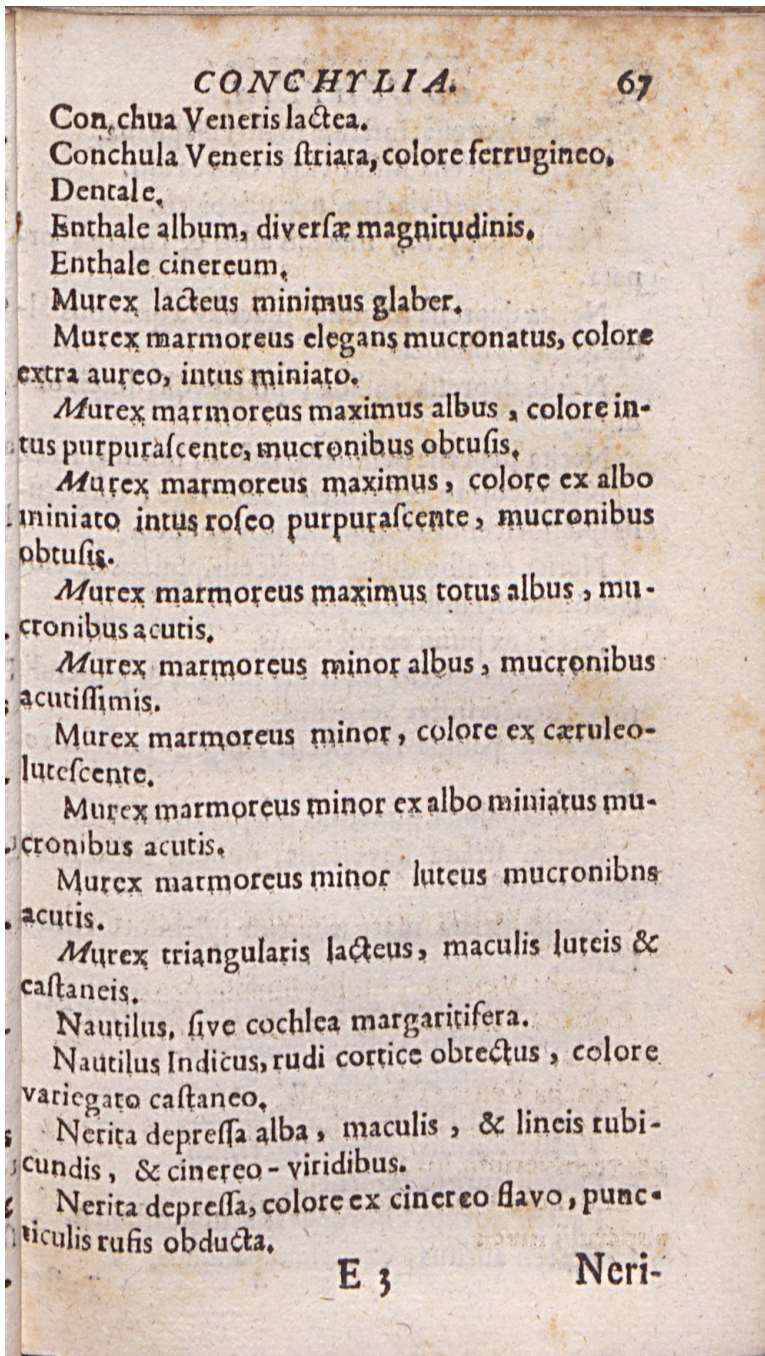 CONCHYLIA. 67
Conchua Veneris lactea.
Conchula Veneris ſtriata, colore ferrugineo.
Dentale.
Enthale album, diverſæ magnitudinis.
Enthale cinereum.
Murex lacteus minimus glaber.
Murex marmoreus elegans mucronatus, colore
extra aureo, intus miniato.
Murex marmoreus maximus albus, colore in-
tus purpuraſcente, mucronibus obtuſis.
Murex marmoreus maximus, colore ex albo
miniato intus roſeo purpuraſcente, mucronibus
obtuſis.
Murex marmoreus maximus totus albus, mu-
cronibus acutis.
Murex marmoreus minor albus, mucronibus
acutiſſimis.
Murex marmoreus minor, colore ex cæruleo-
luteſcente.
Murex marmoreus minor ex albo miniatus mu-
cronibus acutis.
Murex marmoreus minor luteus mucronibns
acutis.
Murex triangularis lacteus, maculis luteis &
caſtaneis.
Nautilus, ſive cochlea margaritifera.
Nautilus Indicus, rudi cortice obtectus, colore
variegato caſtaneo.
Nerita depreſſa alba, maculis, & lineis rubi-
cundis, & cinereo-viridibus.
Nerita depreſſa, colore ex cinereo flavo, punc-
ticulis rufis obducta.
E 3 Neri-